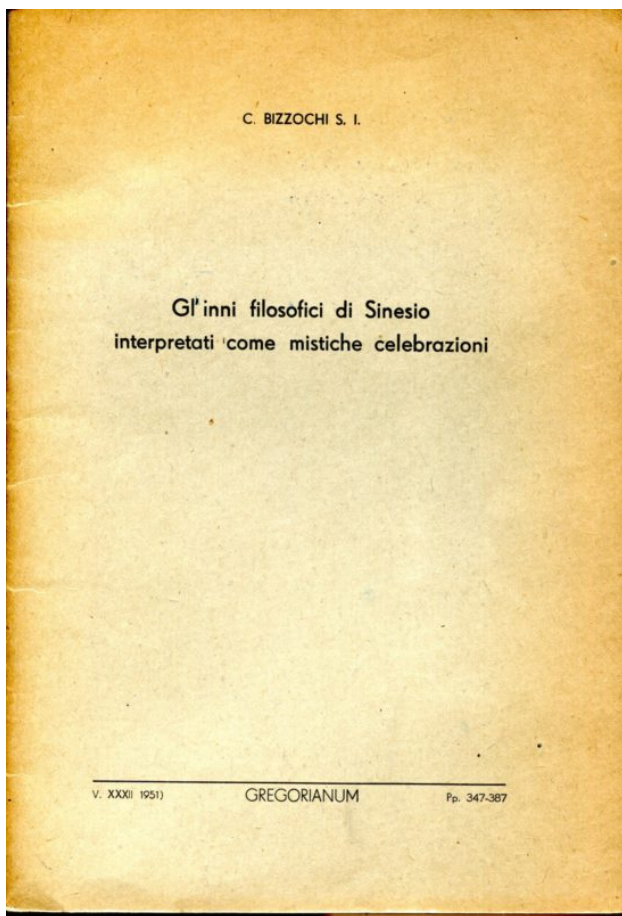 C. BIZZOCHI S. I.
Gl'inni filosofici di Sinesio
interpretati come mistiche celebrazioni
V. XXXII 1951) GREGORIANUM Pp. 347-387